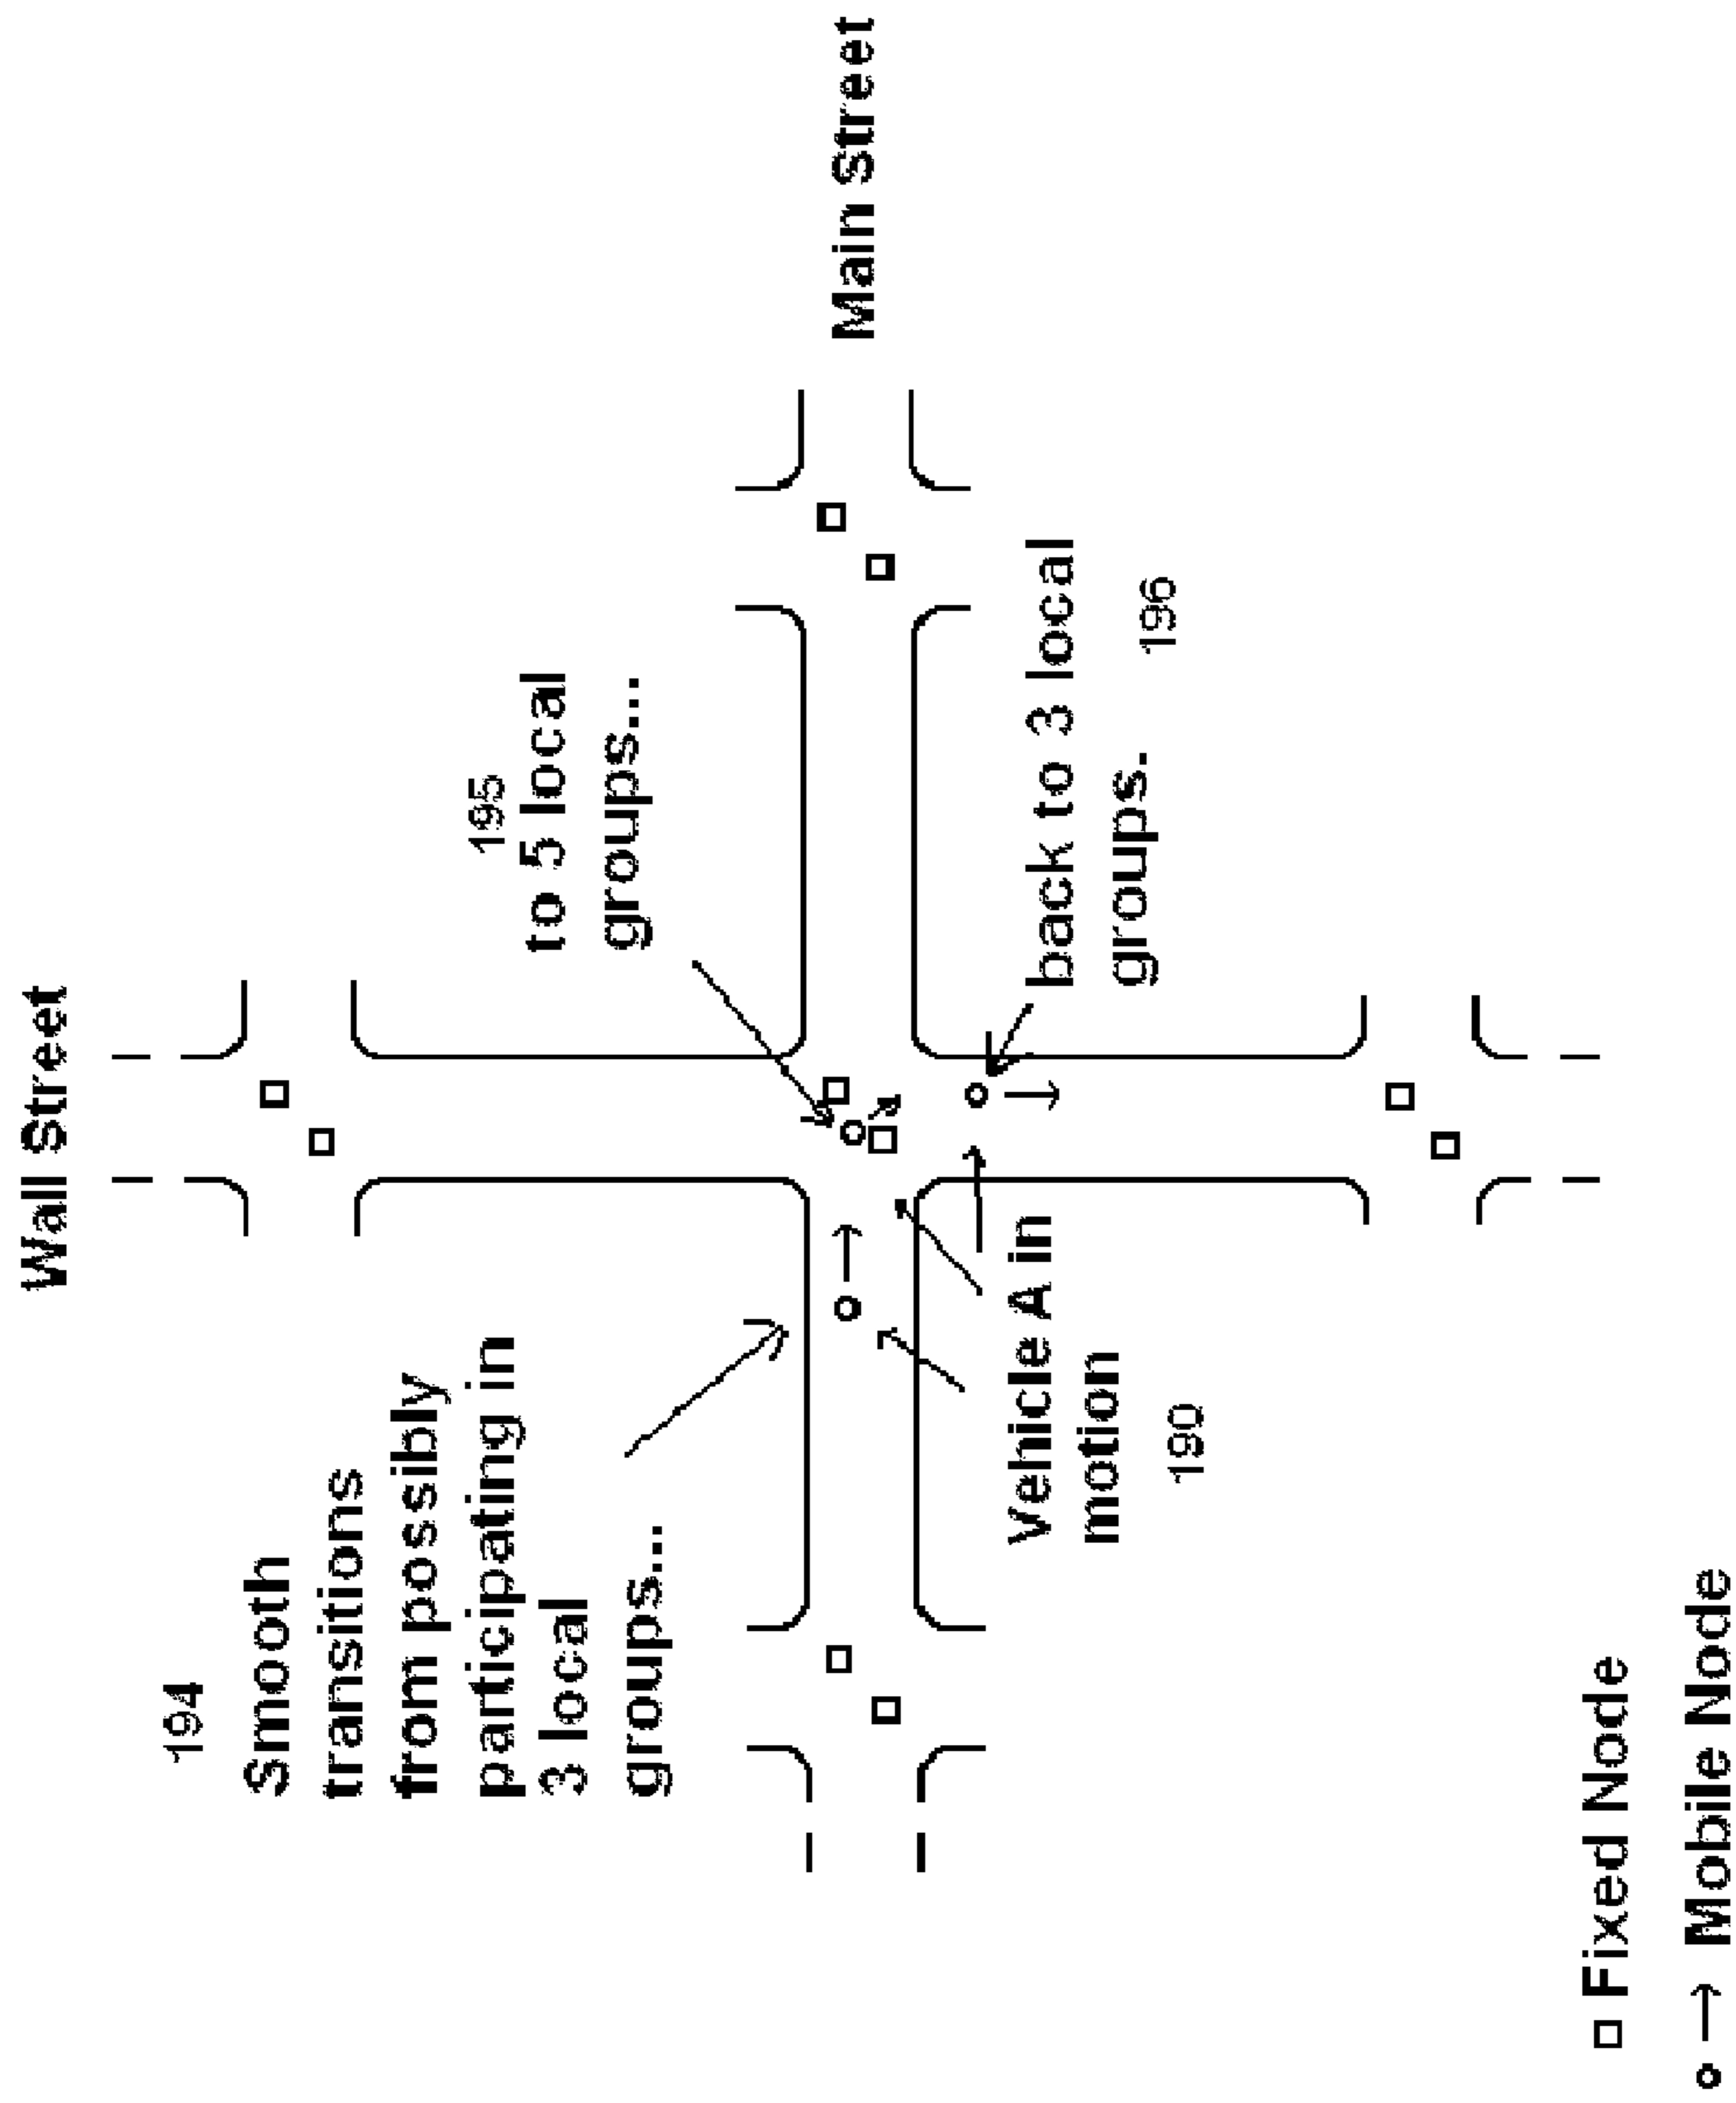 Wall Street
194
Smooth
transitions
from possibly
participating in
3 local
groups...
195
to 5 local
groups...
Main Street
Vehicle A in
motion
190
back to 3 local
groups.
196
Fixed Node
Mobile Node